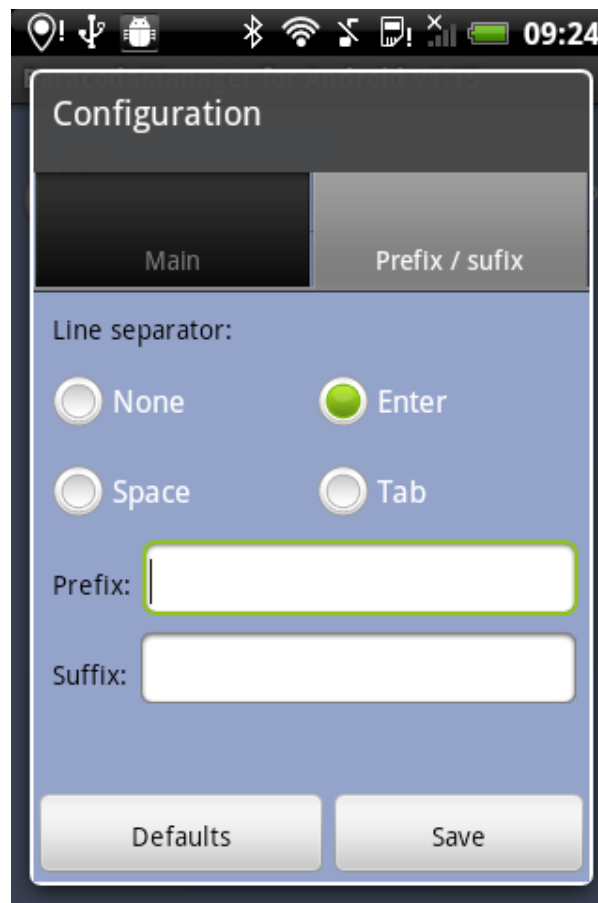 09:24
Configuration
Main
Prefix / sufix
Line separator:
None
Enter
Space
Tab
Prefix:
Suffix:
Defaults
Save